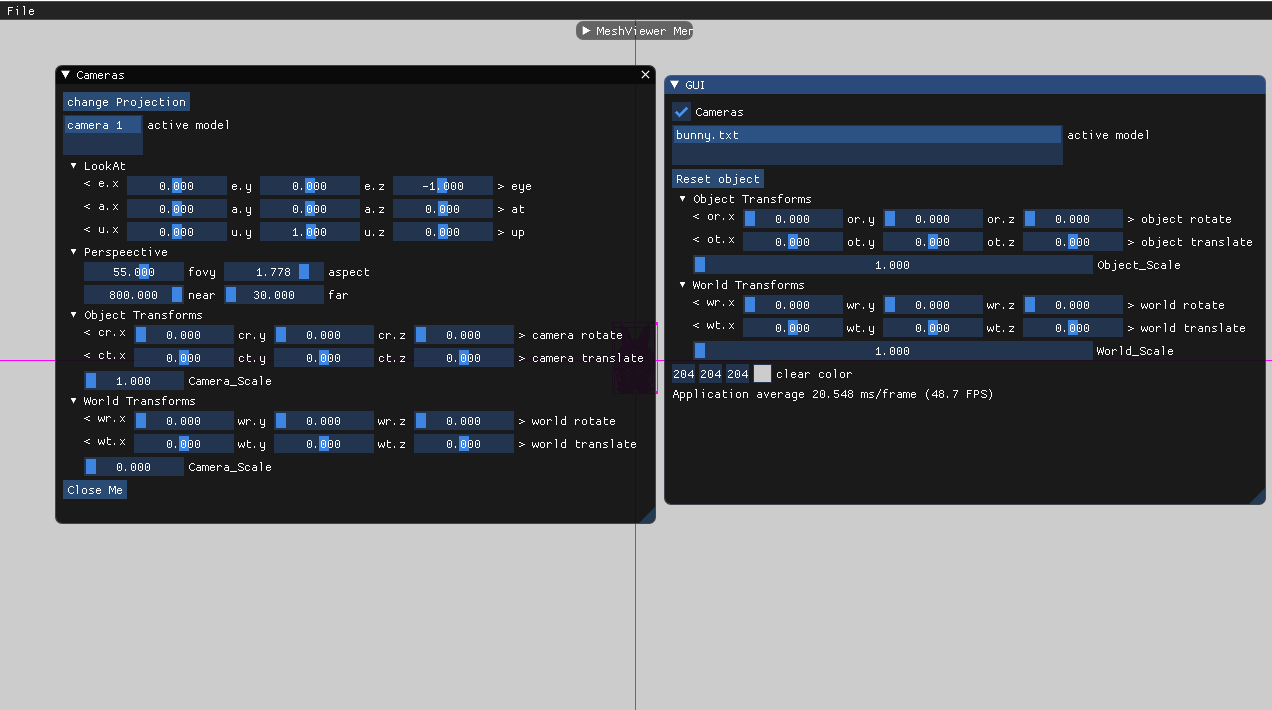 File
MeshViewer Mer
Cameras
change Projection
camera 1 active model
LookAt
< e.x 0.000 e.y 0.000 e.z -1.000 > eye
< a.x 0.000 a.y 0.000 a.z 0.000 > at
< u.x 0.000 u.y 1.000 u.z 0.000 > up
Perspeective
55.000 fovy 1.778 aspect
800.000 near 30.000 far
Object Transforms
< cr.x 0.000 cr.y 0.000 cr.z 0.000 > camera rotate
< ct.x 0.000 ct.y 0.000 ct.z 0.000 > camera translate
1.000 Camera_Scale
World Transforms
< wr.x 0.000 wr.y 0.000 wr.z 0.000 > world rotate
< wt.x 0.000 wt.y 0.000 wt.z 0.000 > world translate
0.000 Camera_Scale
Close Me
GUI
Cameras
bunny.txt active model
Reset object
Object Transforms
< or.x 0.000 or.y 0.000 or.z 0.000 > object rotate
< ot.x 0.000 ot.y 0.000 ot.z 0.000 > object translate
1.000 Object_Scale
World Transforms
< wr.x 0.000 wr.y 0.000 wr.z 0.000 > world rotate
< wt.x 0.000 wt.y 0.000 wt.z 0.000 > world translate
1.000 World_Scale
204 204 204 clear color
Application average 20.548 ms/frame (48.7 FPS)